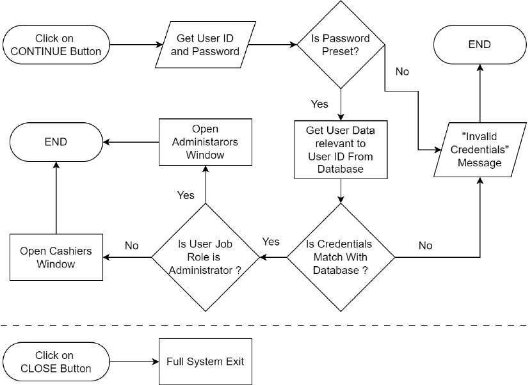 Click on
CONTINUE Button
Get User ID
and Password
Is Password
Preset?
END
No
Yes
"Invalid
Credentials"
Message
Get User Data
relevant to
User ID From
Database
Open
Administarors
Window
END
Yes
Is Credentials
Match With
Database ?
No
Yes
Is User Job
Role is
Administrator ?
No
Open Cashiers
Window
Click on
CLOSE Button
Full System Exit